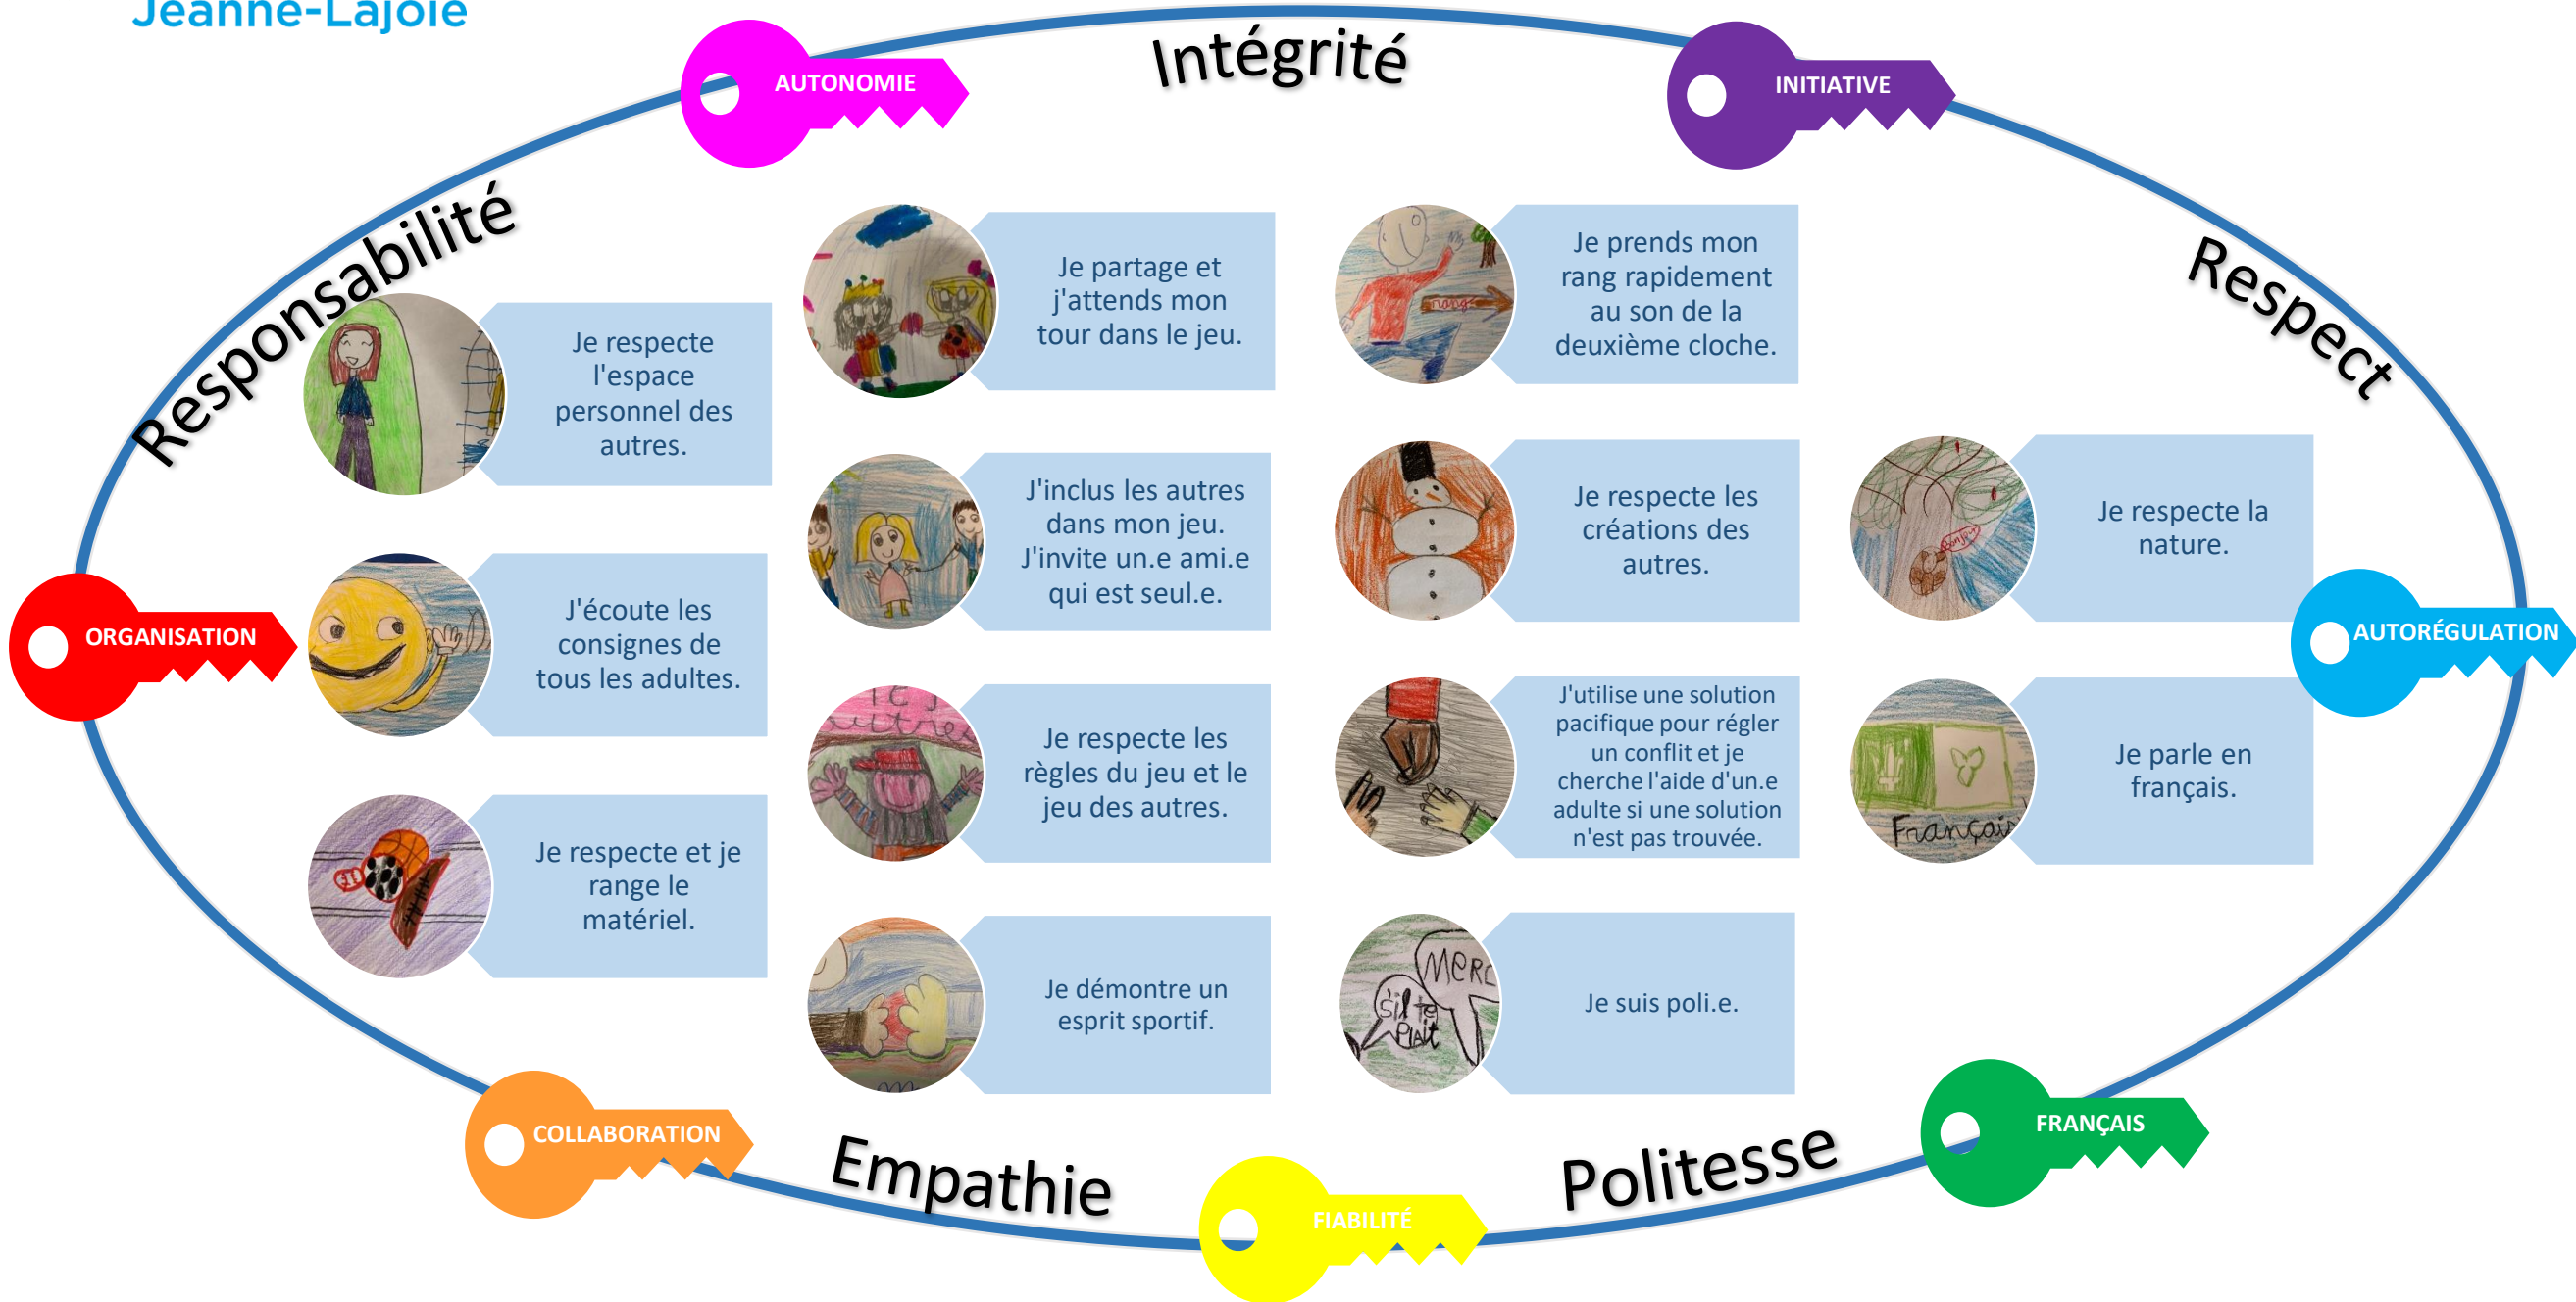 Jeanne-Lajoie
AUTONOMIE
Intégrité
INITIATIVE
Responsabilité
Respect
Je respecte
l'espace
personnel des
autres.
Je partage et
j'attends mon
tour dans le jeu.
rang
Je prends mon
rang rapidement
au son de la
deuxième cloche.
J'inclus les autres
dans mon jeu.
J'invite un.e ami.e
qui est seul.e.
Je respecte les
créations des
autres.
Bonjour
Je respecte la
nature.
ORGANISATION
J'écoute les
consignes de
tous les adultes.
AUTORÉGULATION
autres
Je respecte les
règles du jeu et le
jeu des autres.
J'utilise une solution
pacifique pour régler
un conflit et je
cherche l'aide d'un.e
adulte si une solution
n'est pas trouvée.
Français
Je parle en
français.
Je respecte et je
range le
matériel.
Je démontre un
esprit sportif.
MERC
s'il te
Plait
Je suis poli.e.
COLLABORATION
Empathie
FIABILITÉ
Politesse
FRANÇAIS